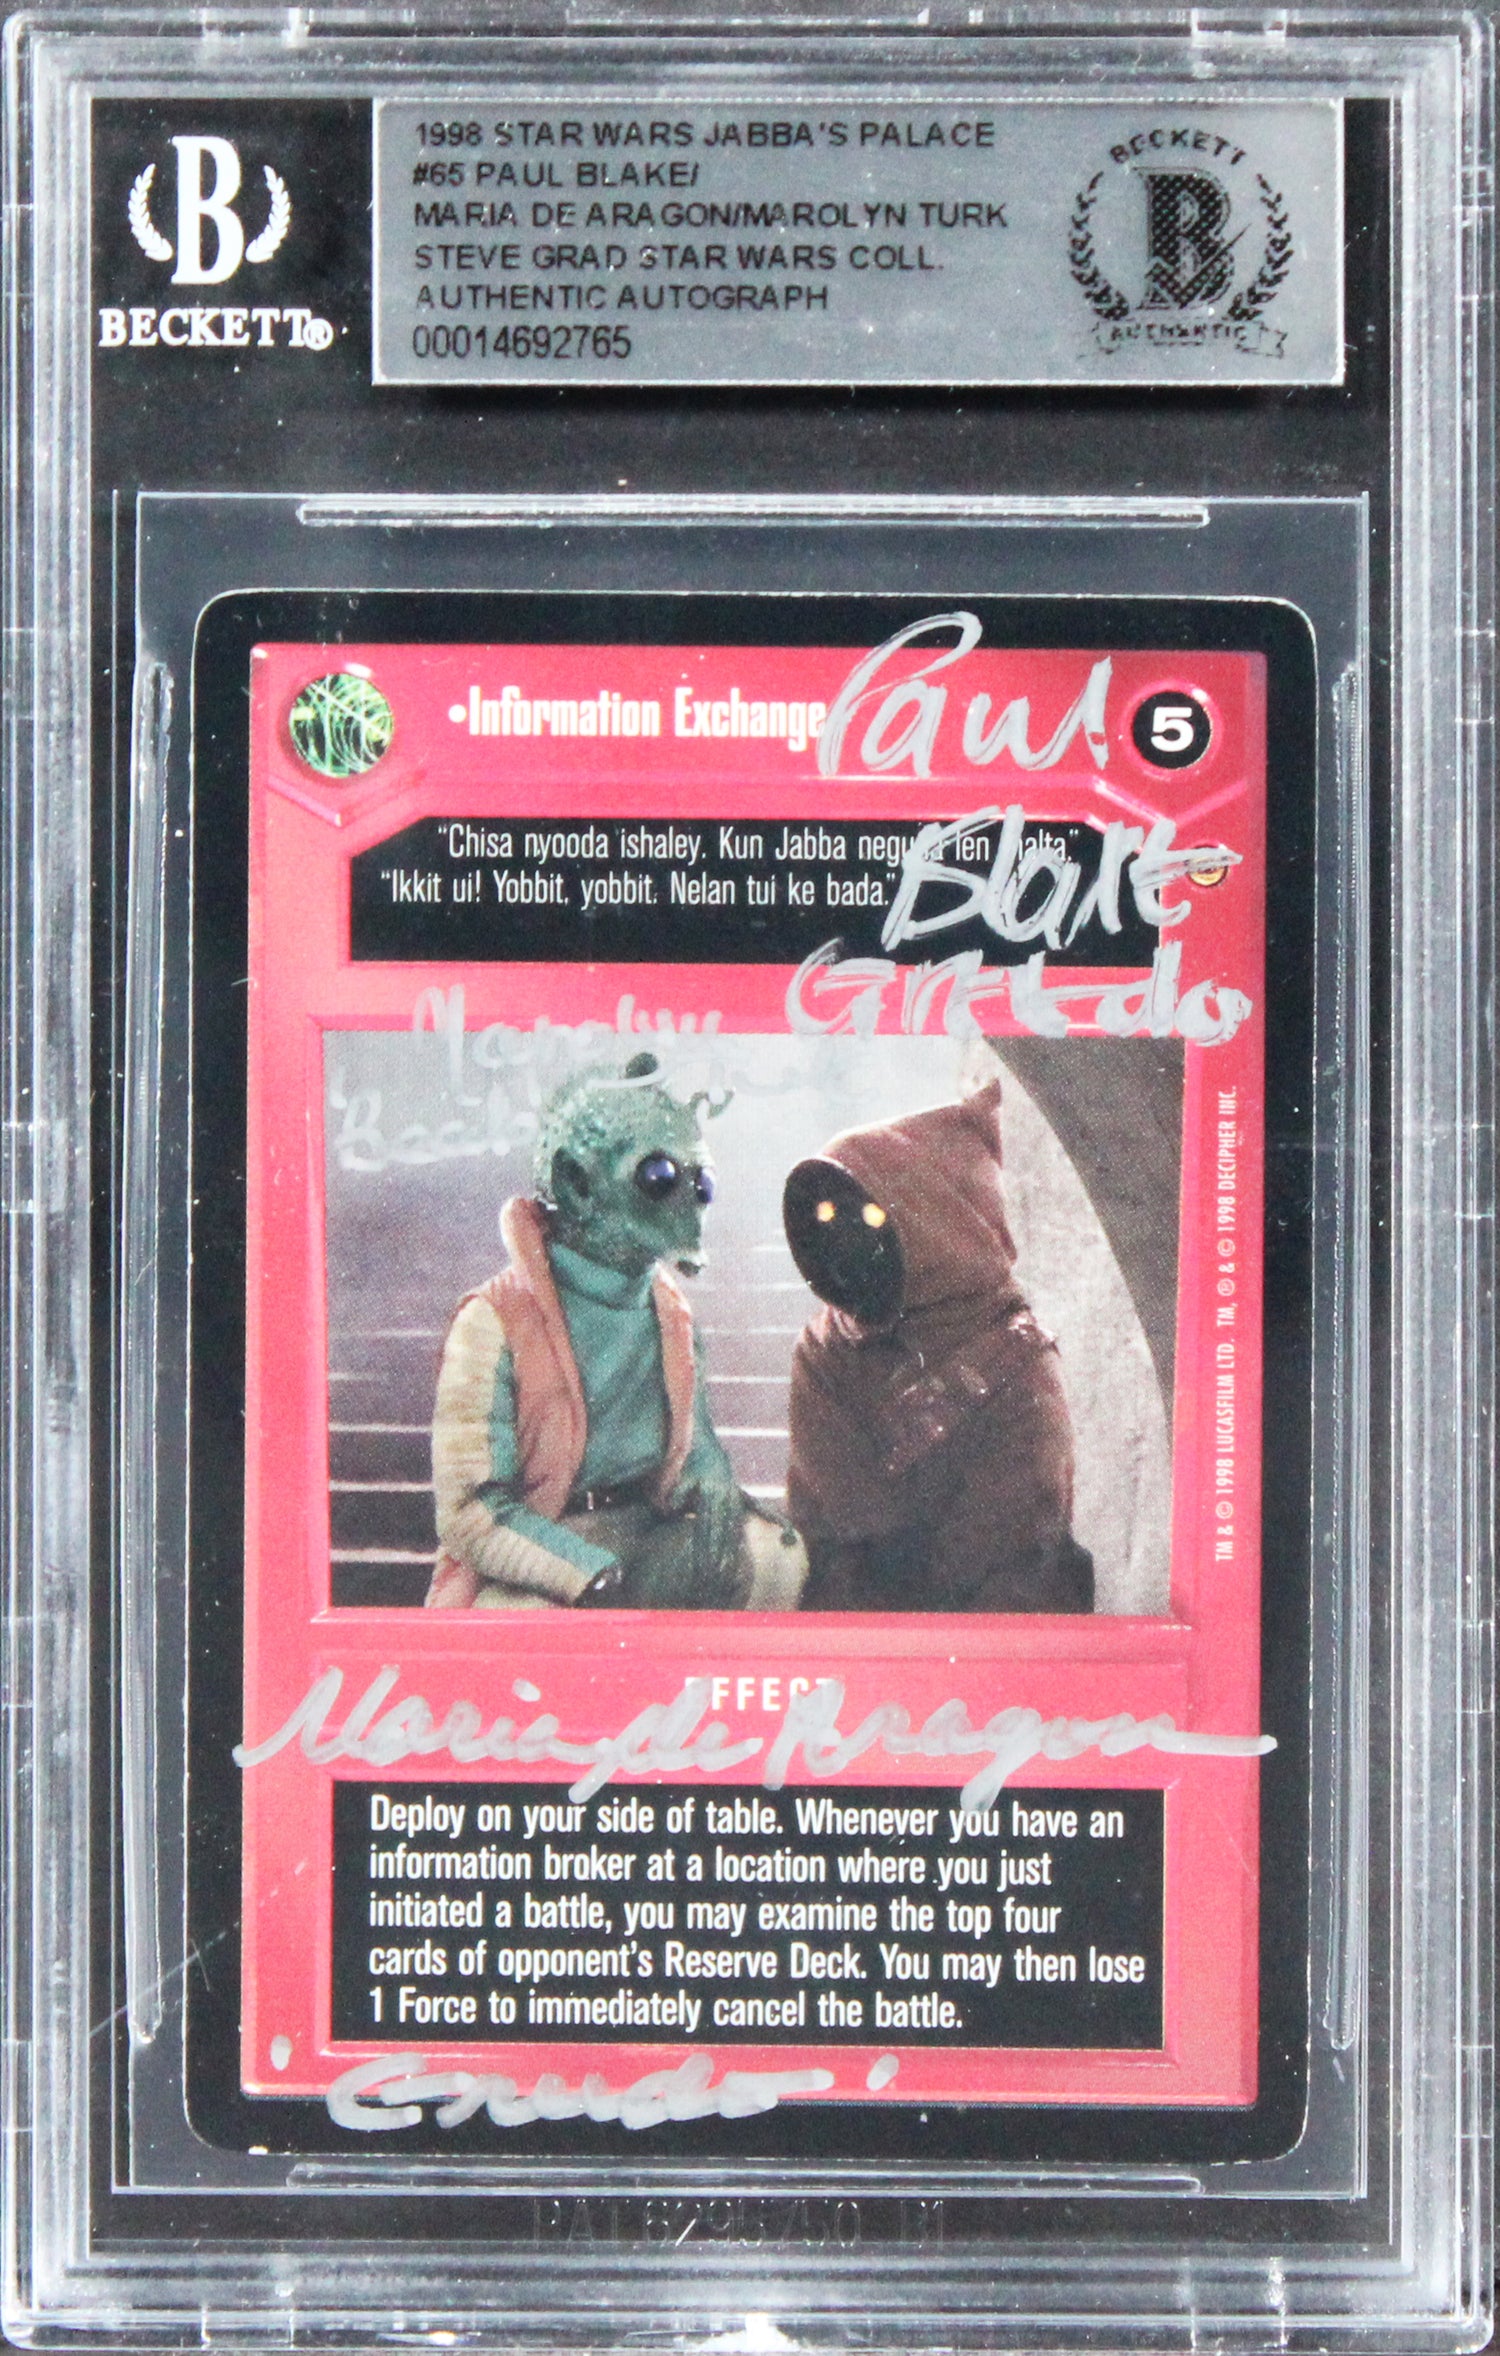 BECKETT®
1998 STAR WARS JABBA'S PALACE
#65 PAUL BLAKE/
MARIA DE ARAGON/MAROLYN TURK
STEVE GRAD STAR WARS COLL.
AUTHENTIC AUTOGRAPH
00014692765
BECKETT
AUTHENTIC
•Information Exchange
5
Paul
Blake
Greedo
"Chisa nyooda ishaley. Kun Jabba
"Ikkit ui! Yobbit, yobbit. Nelan tui ke bada."
Marolyn
TM & © 1998 LUCASFILM LTD. TM, ® & © 1998 DECIPHER INC.
EFFECT
Maria de Aragon
Deploy on your side of table. Whenever you have an
information broker at a location where you just
initiated a battle, you may examine the top four
cards of opponent's Reserve Deck. You may then lose
1 Force to immediately cancel the battle.
'Greedo'